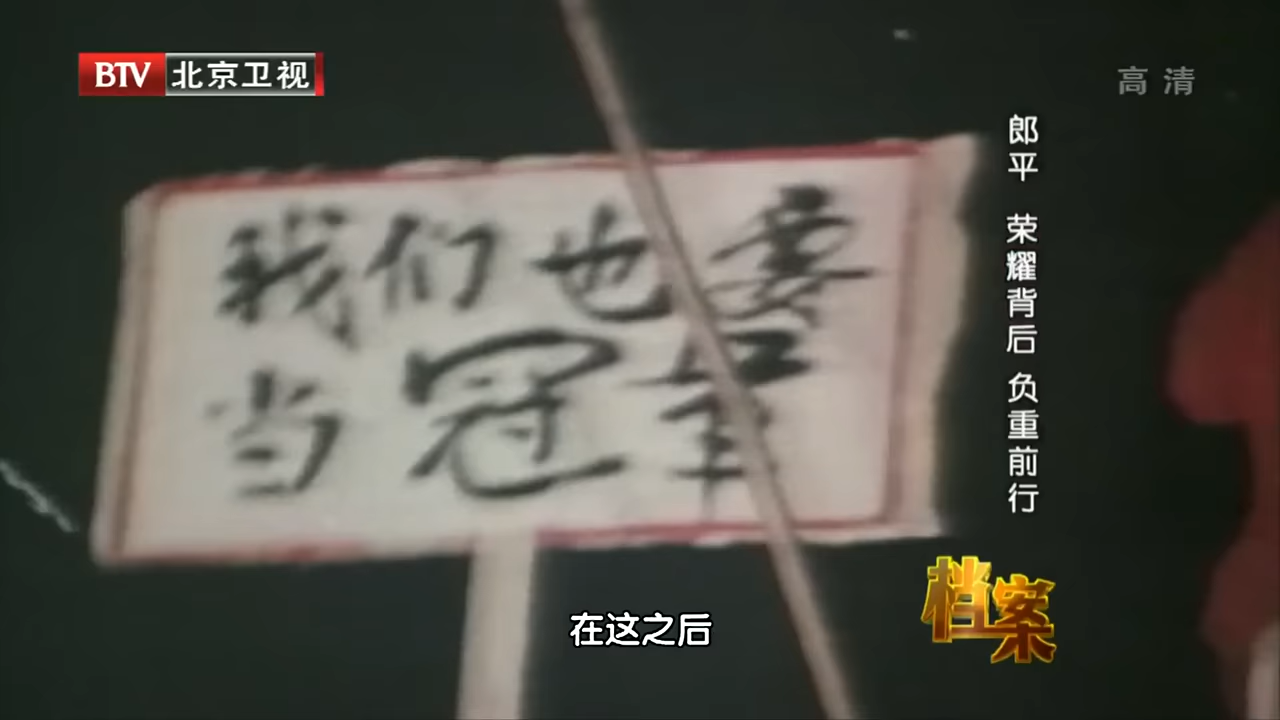 BTV 北京卫视
高清
郎平 荣耀背后 负重前行
我们也要
当冠军
档案
在这之后